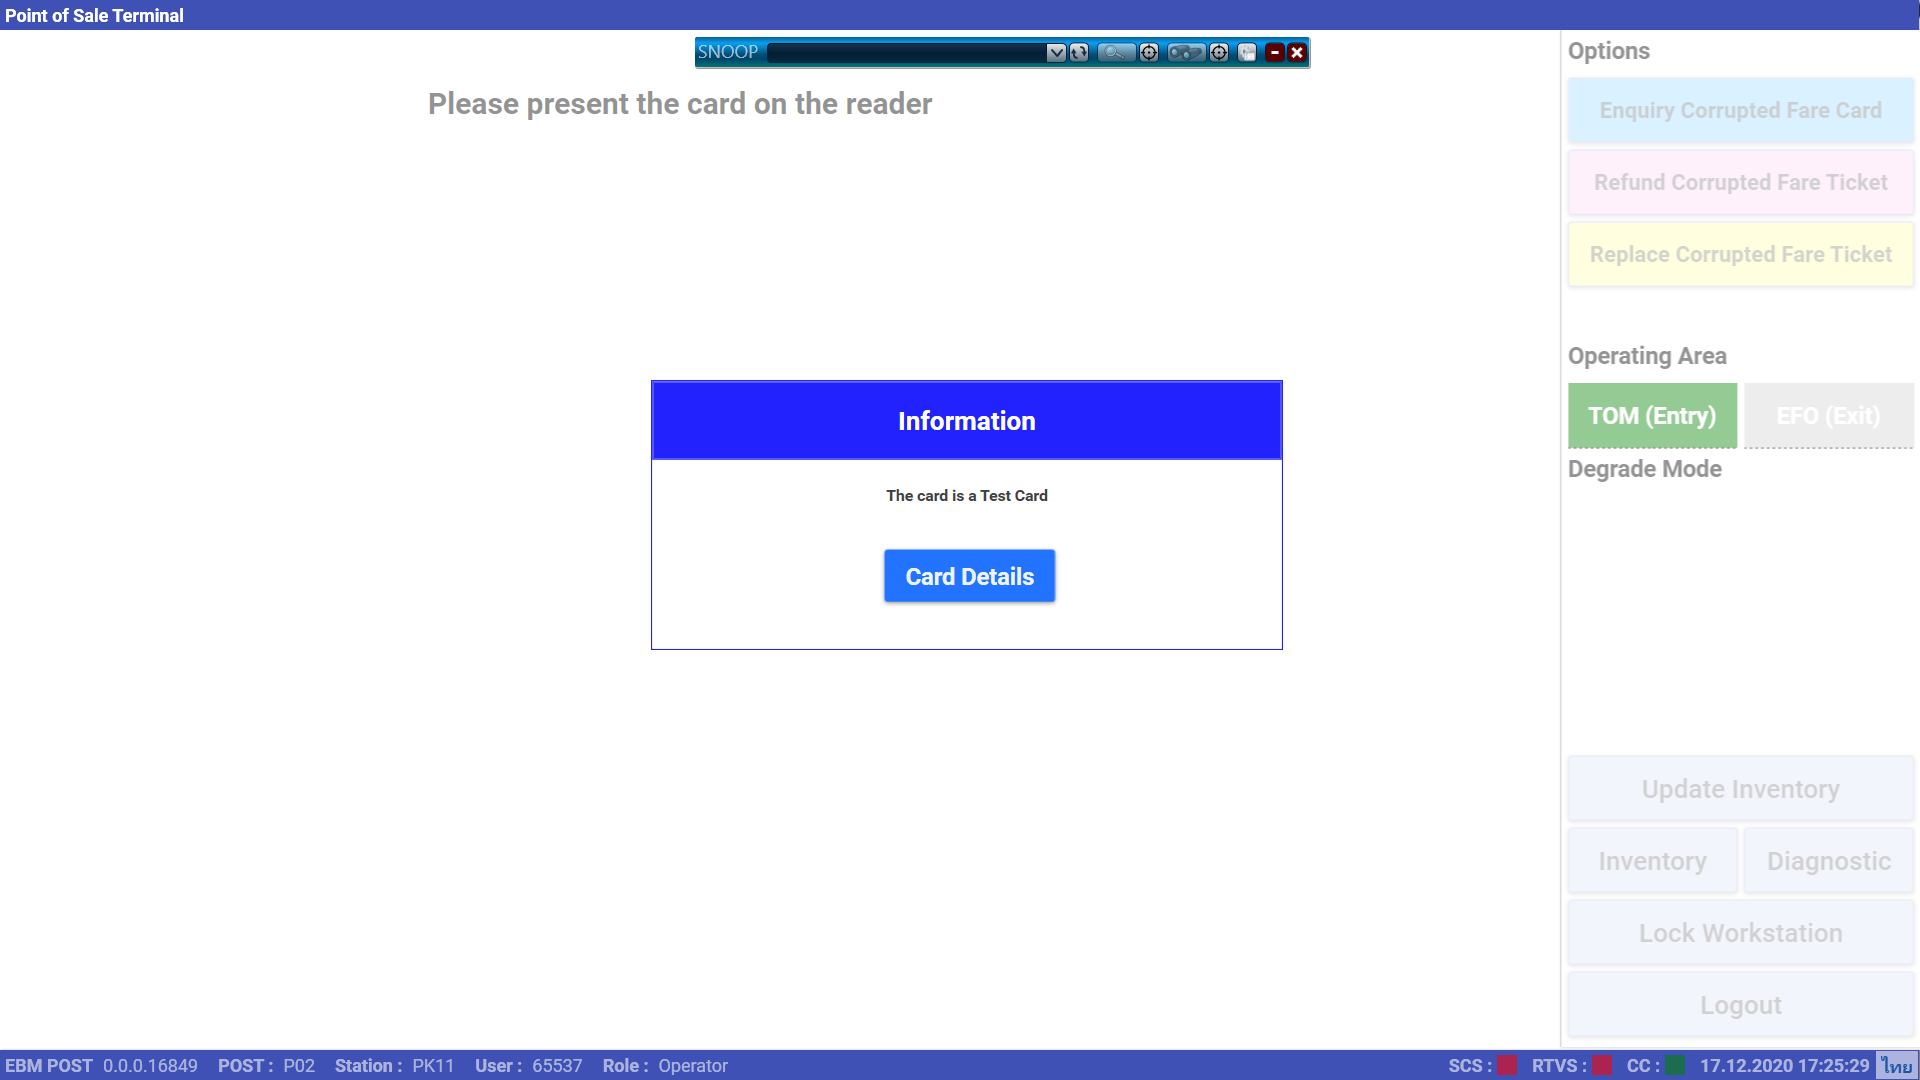 Point of Sale Terminal
SNOOP
Please present the card on the reader
Options
Enquiry Corrupted Fare Card
Refund Corrupted Fare Ticket
Replace Corrupted Fare Ticket
Operating Area
TOM (Entry)
EFO (Exit)
Degrade Mode
Information
The card is a Test Card
Card Details
Update Inventory
Inventory
Diagnostic
Lock Workstation
Logout
EBM POST 0.0.0.16849 POST : P02 Station : PK11 User : 65537 Role : Operator SCS : RTVS : CC : 17.12.2020 17:25:29 ไทย